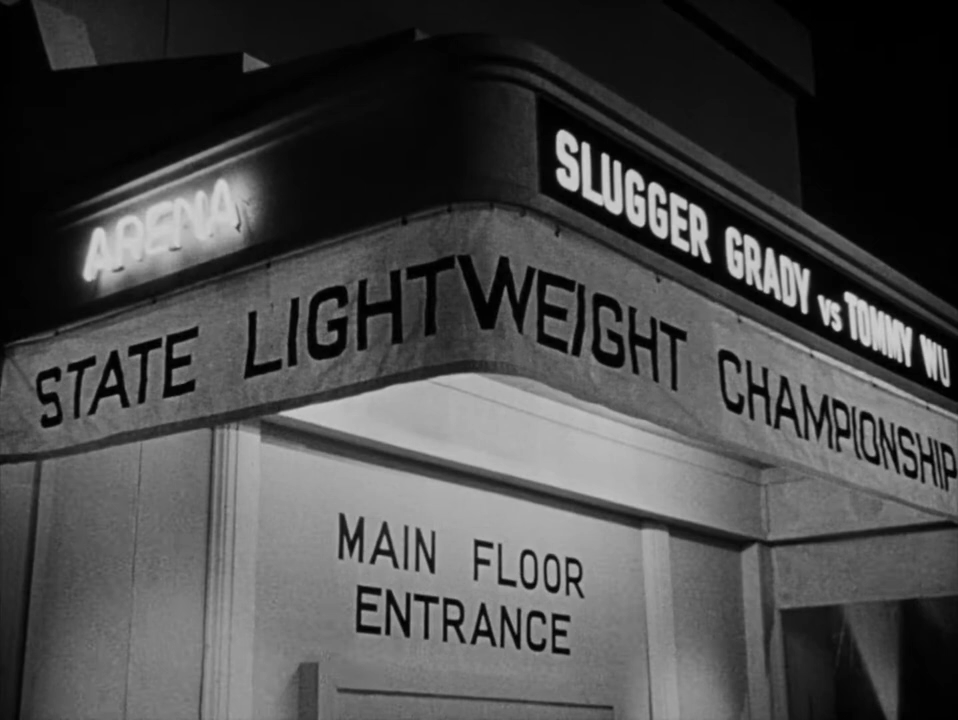 ARENA
SLUGGER GRADY vs TOMMY WU
STATE LIGHTWEIGHT CHAMPIONSHIP
MAIN FLOOR
ENTRANCE